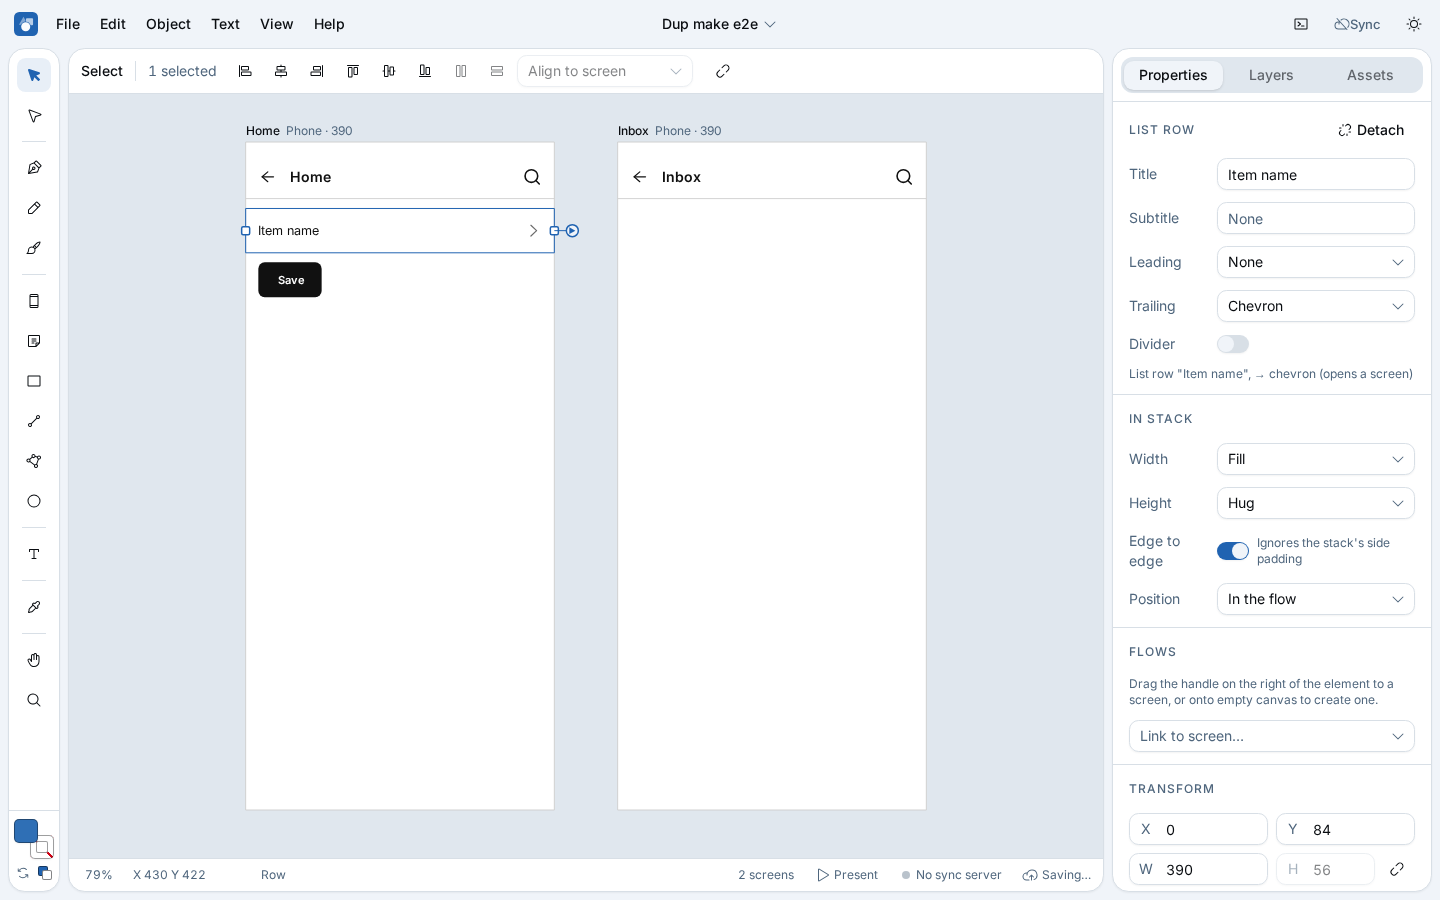 File Edit Object Text View Help
Dup make e2e
Sync
Select 1 selected Align to screen
Properties Layers Assets
Home Phone · 390
Inbox Phone · 390
Home
Inbox
Item name
Save
LIST ROW Detach
Title Item name
Subtitle None
Leading None
Trailing Chevron
Divider
List row "Item name", → chevron (opens a screen)
IN STACK
Width Fill
Height Hug
Edge to edge Ignores the stack's side padding
Position In the flow
FLOWS
Drag the handle on the right of the element to a
screen, or onto empty canvas to create one.
Link to screen...
TRANSFORM
X 0 Y 84
W 390 H 56
79% X 430 Y 422 Row 2 screens Present No sync server Saving...